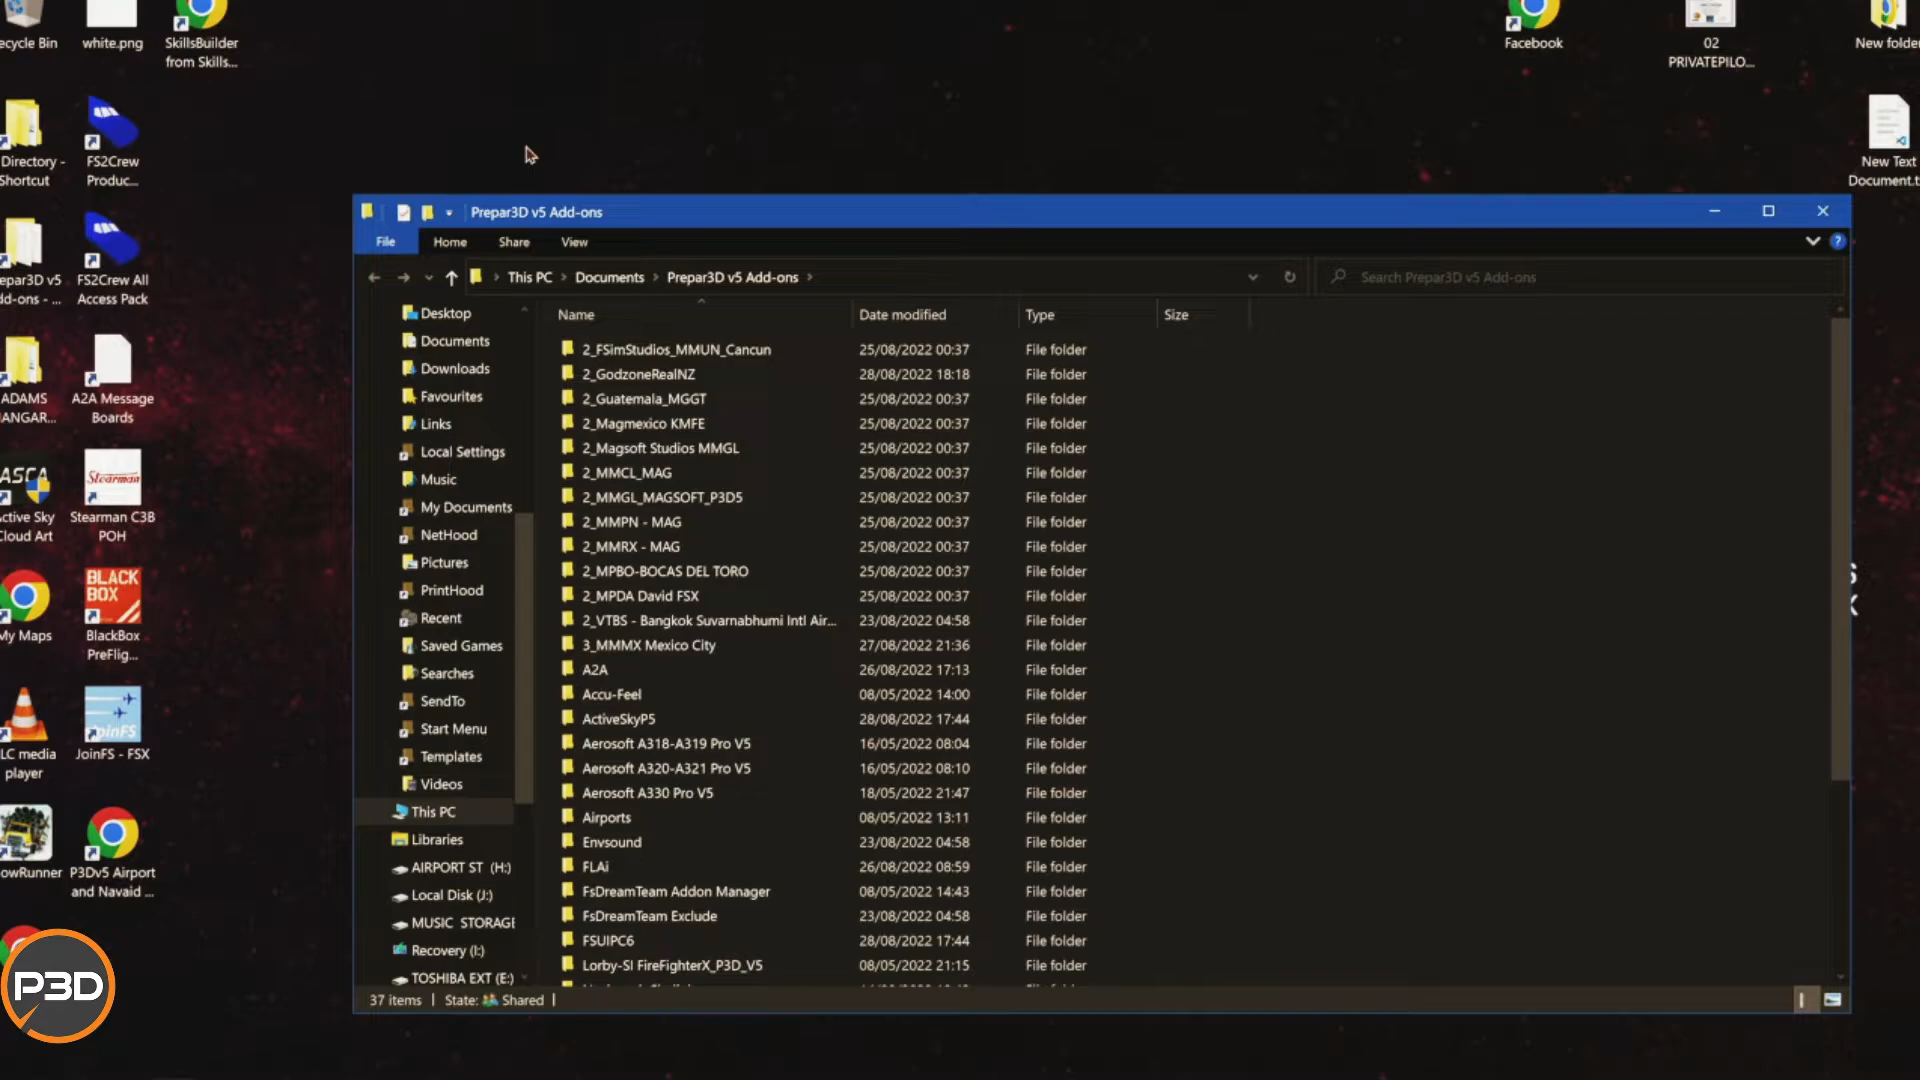 ecycle Bin
white.png
SkillsBuilder
from Skills...
Facebook
02
PRIVATEPILO...
New folder
Directory -
Shortcut
FS2Crew
Produc...
New Text
Document.t
epar3D v5
dd-ons - ...
FS2Crew All
Access Pack
ADAMS
ANGAR...
A2A Message
Boards
ASCA
Stearman
ctive Sky
Cloud Art
Stearman C3B
POH
BLACK
BOX
My Maps
BlackBox
PreFlig...
JoinFS
LC media
player
JoinFS - FSX
owRunner
P3Dv5 Airport
and Navaid ...
P3D
Prepar3D v5 Add-ons
File
Home
Share
View
This PC > Documents > Prepar3D v5 Add-ons >
Search Prepar3D v5 Add-ons
Desktop
Documents
Downloads
Favourites
Links
Local Settings
Music
My Documents
NetHood
Pictures
PrintHood
Recent
Saved Games
Searches
SendTo
Start Menu
Templates
Videos
This PC
Libraries
AIRPORT ST (H:)
Local Disk (J:)
MUSIC STORAGE
Recovery (I:)
TOSHIBA EXT (E:)
Name Date modified Type Size
2_FSimStudios_MMUN_Cancun 25/08/2022 00:37 File folder
2_GodzoneRealNZ 28/08/2022 18:18 File folder
2_Guatemala_MGGT 25/08/2022 00:37 File folder
2_Magmexico KMFE 25/08/2022 00:37 File folder
2_Magsoft Studios MMGL 25/08/2022 00:37 File folder
2_MMCL_MAG 25/08/2022 00:37 File folder
2_MMGL_MAGSOFT_P3D5 25/08/2022 00:37 File folder
2_MMPN - MAG 25/08/2022 00:37 File folder
2_MMRX - MAG 25/08/2022 00:37 File folder
2_MPBO-BOCAS DEL TORO 25/08/2022 00:37 File folder
2_MPDA David FSX 25/08/2022 00:37 File folder
2_VTBS - Bangkok Suvarnabhumi Intl Air... 23/08/2022 04:58 File folder
3_MMMX Mexico City 27/08/2022 21:36 File folder
A2A 26/08/2022 17:13 File folder
Accu-Feel 08/05/2022 14:00 File folder
ActiveSkyP5 28/08/2022 17:44 File folder
Aerosoft A318-A319 Pro V5 16/05/2022 08:04 File folder
Aerosoft A320-A321 Pro V5 16/05/2022 08:10 File folder
Aerosoft A330 Pro V5 18/05/2022 21:47 File folder
Airports 08/05/2022 13:11 File folder
Envsound 23/08/2022 04:58 File folder
FLAi 26/08/2022 08:59 File folder
FsDreamTeam Addon Manager 08/05/2022 14:43 File folder
FsDreamTeam Exclude 23/08/2022 04:58 File folder
FSUIPC6 28/08/2022 17:44 File folder
Lorby-SI FireFighterX_P3D_V5 08/05/2022 21:15 File folder
37 items | State: Shared |